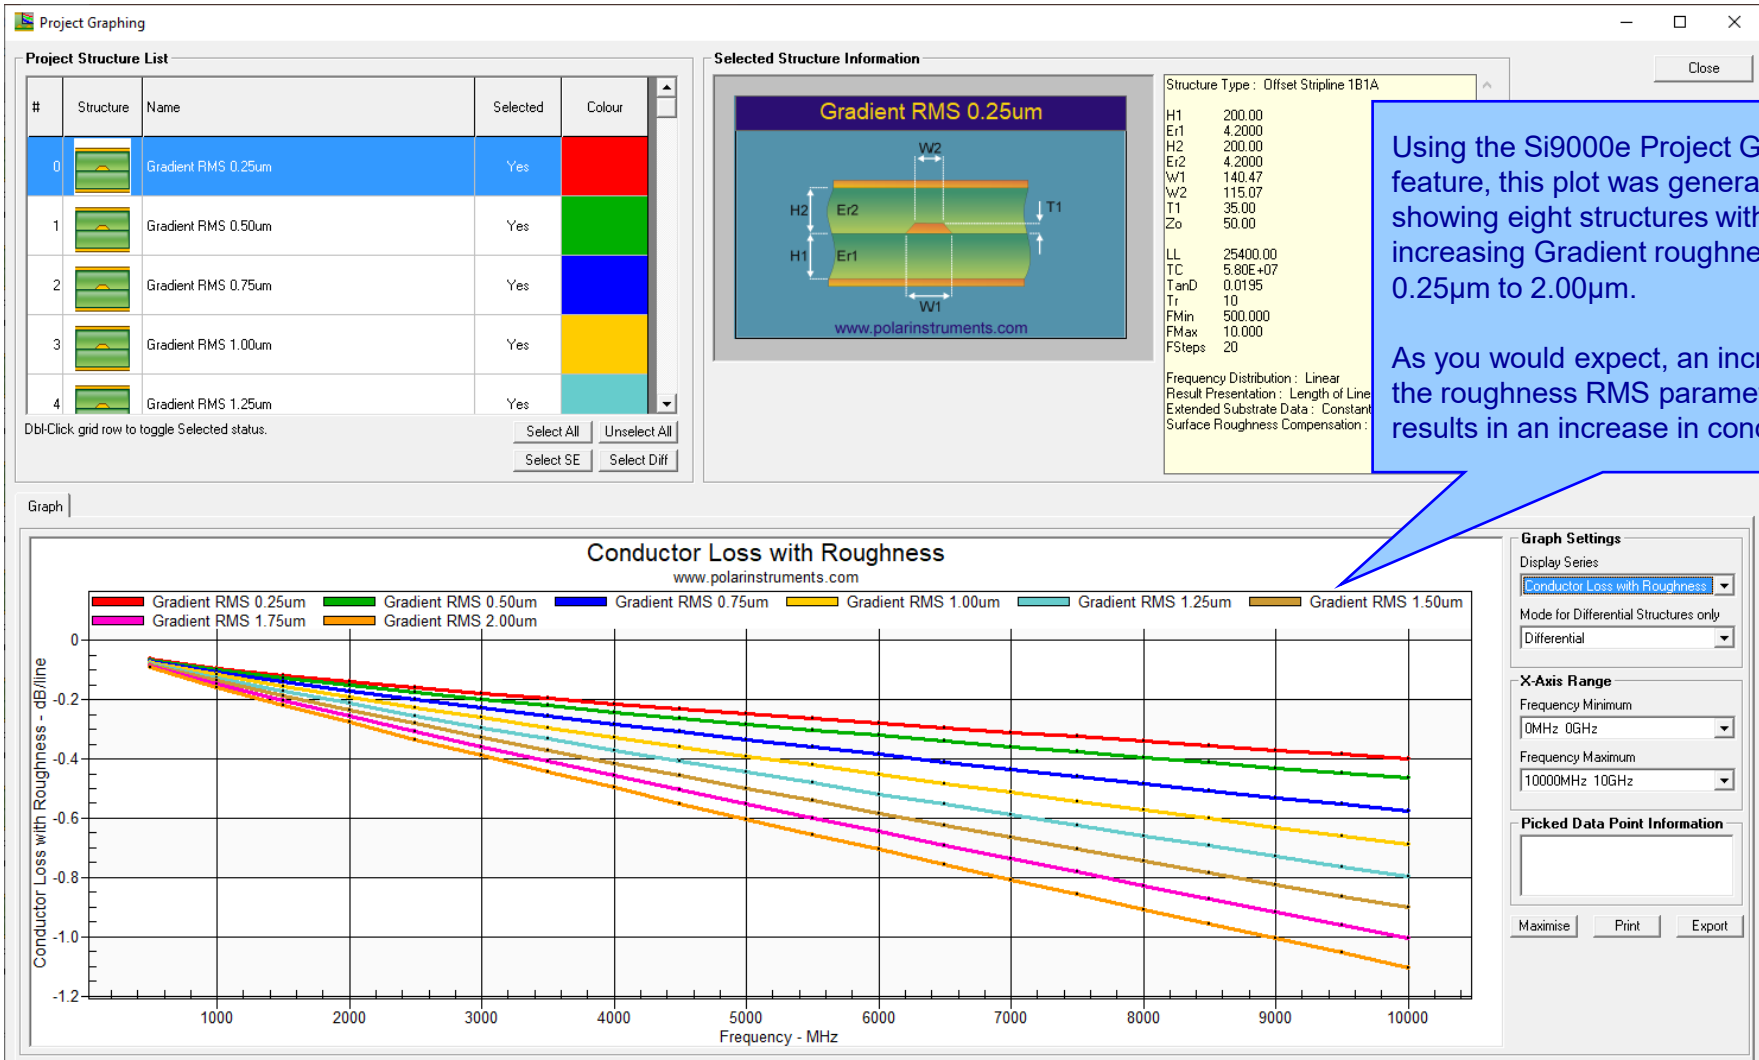 Project Graphing
Project Structure List
# Structure Name Selected Colour
0 Gradient RMS 0.25um Yes
1 Gradient RMS 0.50um Yes
2 Gradient RMS 0.75um Yes
3 Gradient RMS 1.00um Yes
4 Gradient RMS 1.25um Yes
Dbl-Click grid row to toggle Selected status.
Select All Unselect All
Select SE Select Diff
Selected Structure Information
Gradient RMS 0.25um
W2
H2 Er2 T1
H1 Er1
W1
www.polarinstruments.com
Structure Type : Offset Stripline 1B1A
H1 200.00
Er1 4.2000
H2 200.00
Er2 4.2000
W1 140.47
W2 115.07
T1 35.00
Zo 50.00
LL 25400.00
TC 5.80E+07
TanD 0.0195
Tr 10
FMin 500.000
FMax 10.000
FSteps 20
Frequency Distribution : Linear
Result Presentation : Length of Line
Extended Substrate Data : Constant
Surface Roughness Compensation :
Close
Using the Si9000e Project G
feature, this plot was genera
showing eight structures with
increasing Gradient roughne
0.25µm to 2.00µm.
As you would expect, an incr
the roughness RMS parame
results in an increase in cond
Graph
Conductor Loss with Roughness
www.polarinstruments.com
Gradient RMS 0.25um Gradient RMS 0.50um Gradient RMS 0.75um Gradient RMS 1.00um Gradient RMS 1.25um Gradient RMS 1.50um
Gradient RMS 1.75um Gradient RMS 2.00um
Conductor Loss with Roughness - dB/line
0
-0.2
-0.4
-0.6
-0.8
-1.0
-1.2
1000 2000 3000 4000 5000 6000 7000 8000 9000 10000
Frequency - MHz
Graph Settings
Display Series
Conductor Loss with Roughness
Mode for Differential Structures only
Differential
X-Axis Range
Frequency Minimum
0MHz 0GHz
Frequency Maximum
10000MHz 10GHz
Picked Data Point Information
Maximise Print Export